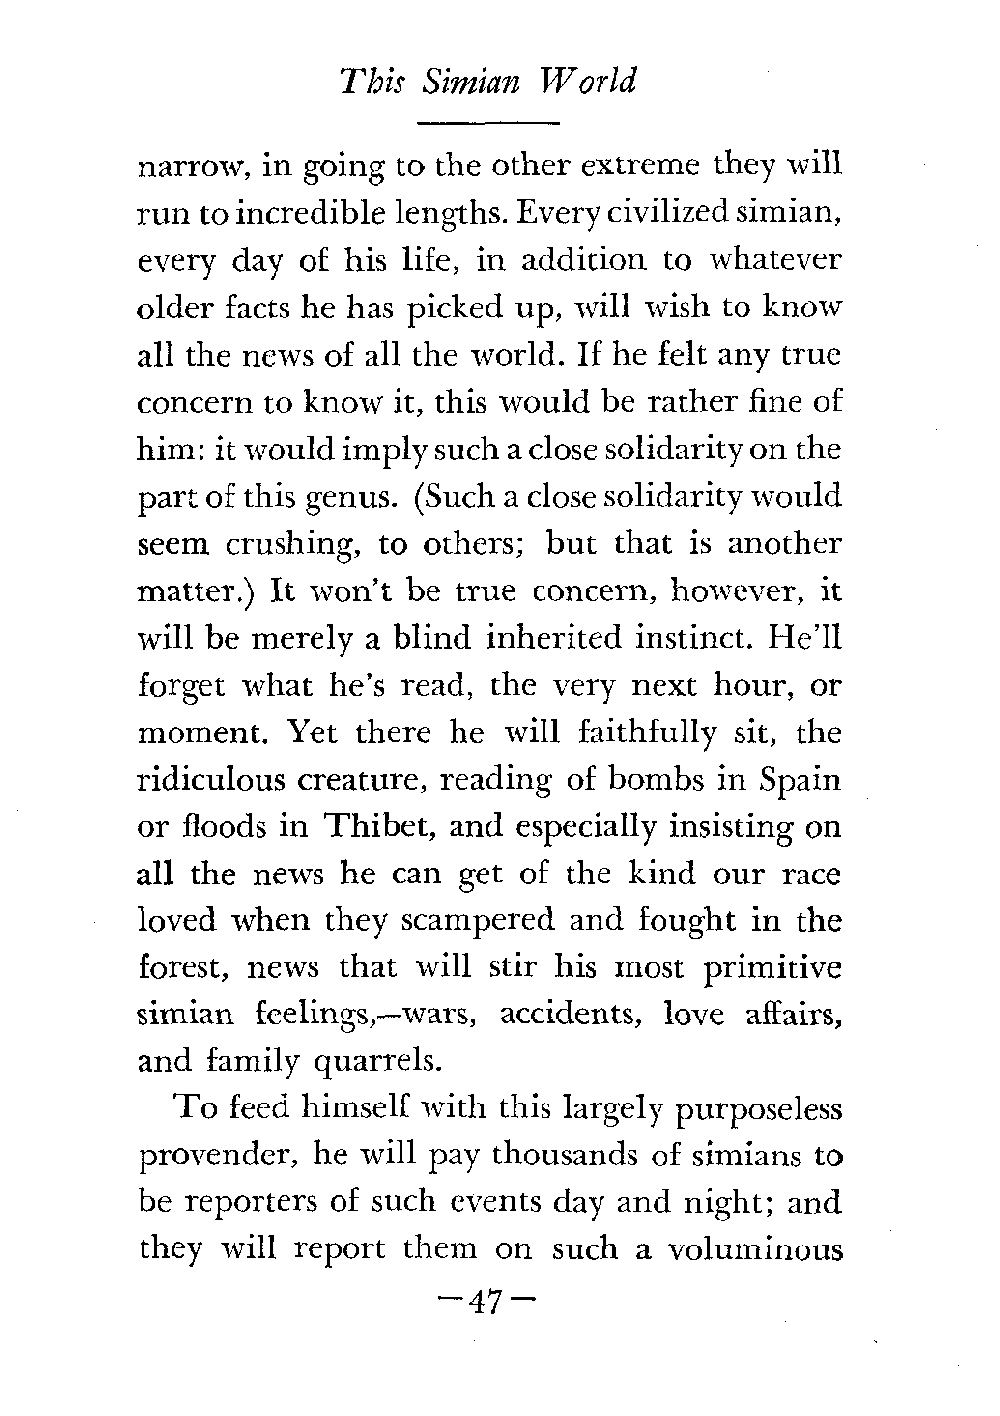 This Simian World
narrow, in going to the other extreme they will
run to incredible lengths. Every civilized simian,
every day of his life, in addition to whatever
older facts he has picked up, will wish to know
all the news of all the world. If he felt any true
concern to know it, this would be rather fine of
him: it would imply such a close solidarity on the
part of this genus. (Such a close solidarity would
seem crushing, to others; but that is another
matter.) It won't be true concern, however, it
will be merely a blind inherited instinct. He'll
forget what he's read, the very next hour, or
moment. Yet there he will faithfully sit, the
ridiculous creature, reading of bombs in Spain
or floods in Thibet, and especially insisting on
all the news he can get of the kind our race
loved when they scampered and fought in the
forest, news that will stir his most primitive
simian feelings,—wars, accidents, love affairs,
and family quarrels.
To feed himself with this largely purposeless
provender, he will pay thousands of simians to
be reporters of such events day and night; and
they will report them on such a voluminous
—47—